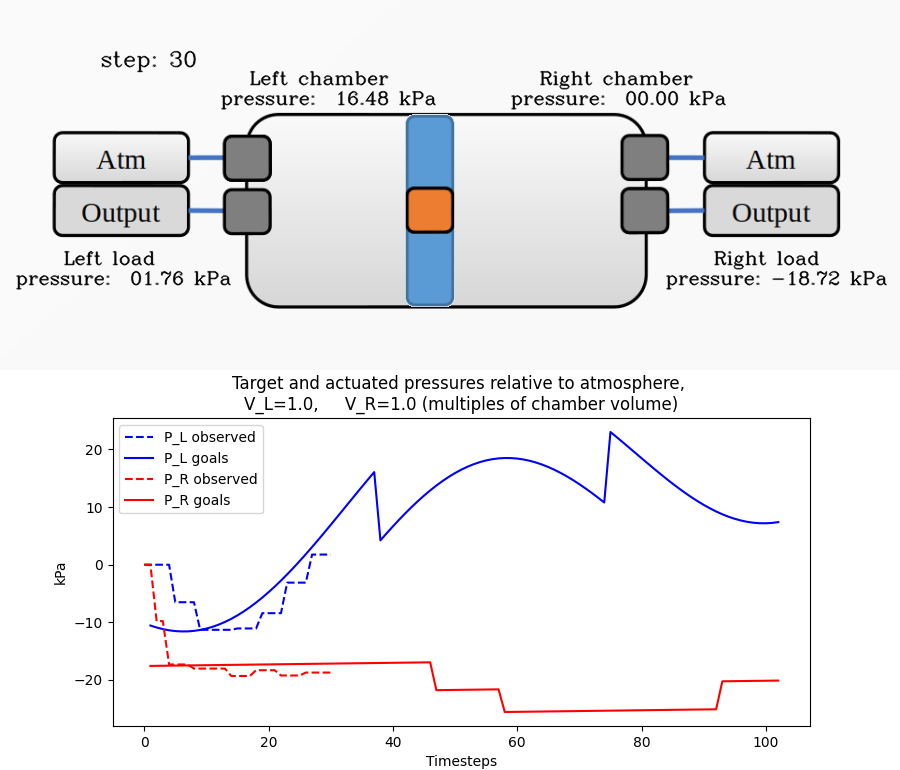 step: 30
Left chamber
pressure:  16.48 kPa
Right chamber
pressure:  00.00 kPa
Atm
Output
Atm
Output
Left load
pressure:  01.76 kPa
Right load
pressure: −18.72 kPa
Target and actuated pressures relative to atmosphere,
V_L=1.0,     V_R=1.0 (multiples of chamber volume)
P_L observed
P_L goals
P_R observed
P_R goals
kPa
20
10
0
−10
−20
0
20
40
60
80
100
Timesteps